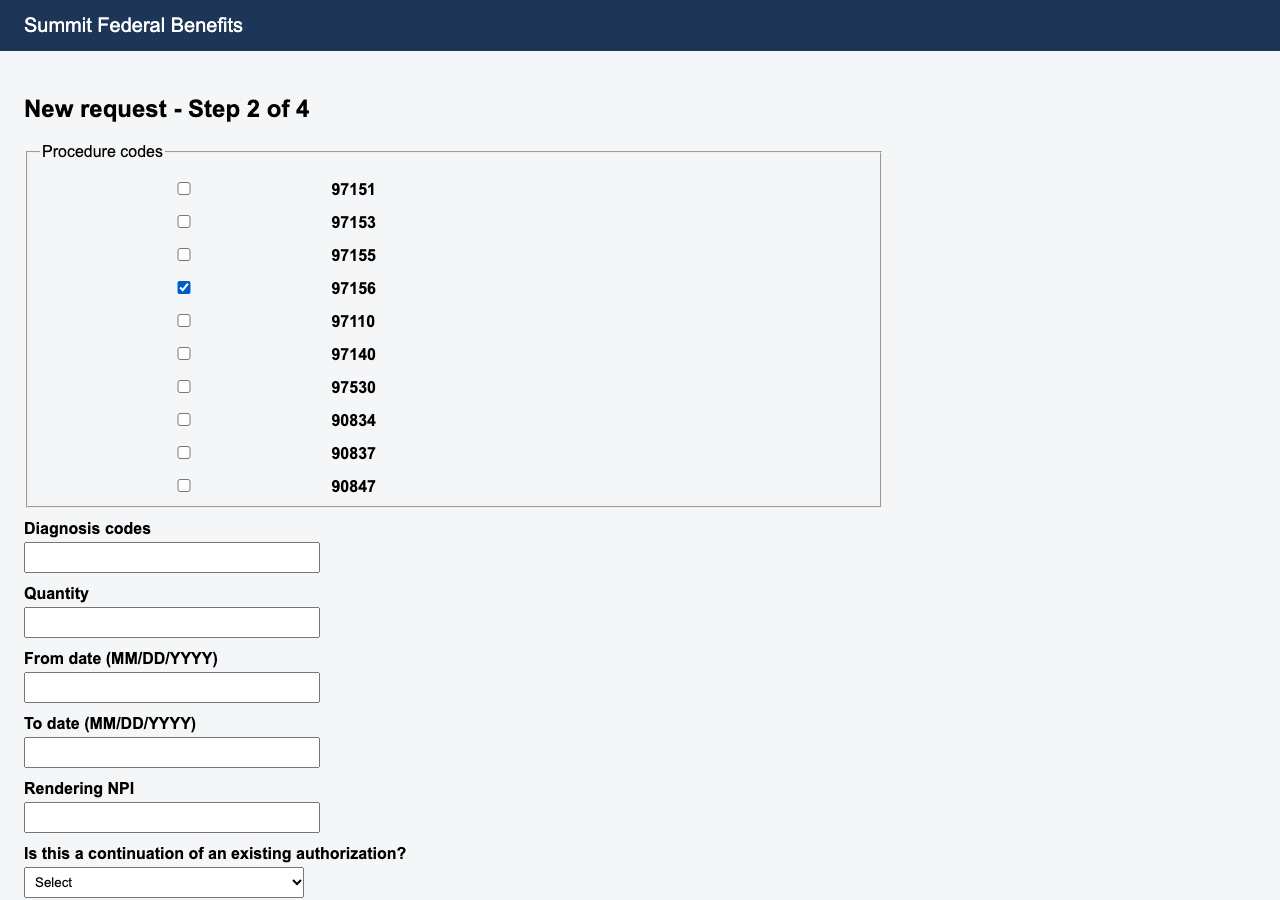 Summit Federal Benefits
New request - Step 2 of 4
Procedure codes
97151
97153
97155
97156
97110
97140
97530
90834
90837
90847
Diagnosis codes
Quantity
From date (MM/DD/YYYY)
To date (MM/DD/YYYY)
Rendering NPI
Is this a continuation of an existing authorization?
Select